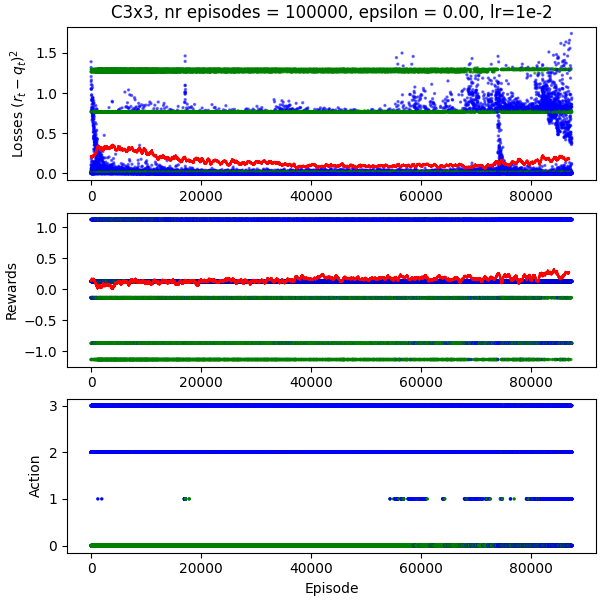 C3x3, nr episodes = 100000, epsilon = 0.00, lr=1e-2
Losses $(r_t - q_t)^2$
1.5
1.0
0.5
0.0
0 20000 40000 60000 80000
Rewards
1.0
0.5
0.0
−0.5
−1.0
0 20000 40000 60000 80000
Action
3
2
1
0
0 20000 40000 60000 80000
Episode